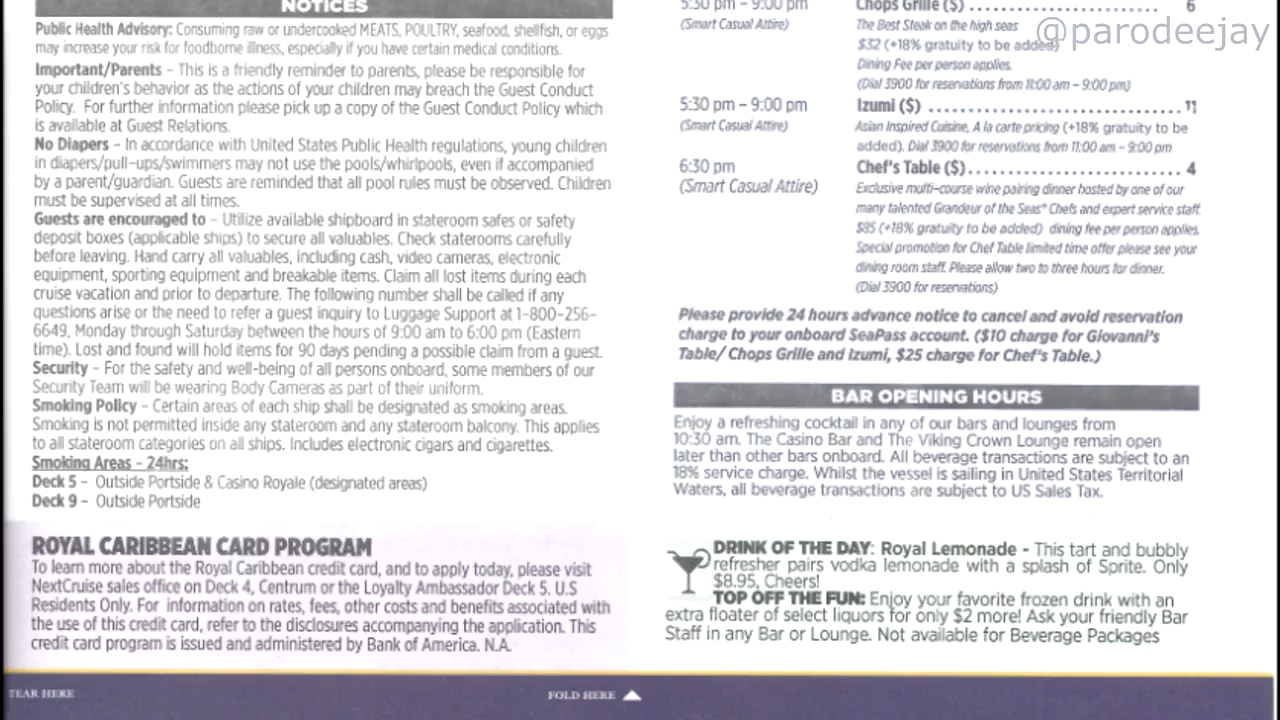 NOTICES
Public Health Advisory: Consuming raw or undercooked MEATS, POULTRY, seafood, shellfish, or eggs
may increase your risk for foodborne illness, especially if you have certain medical conditions.
Important/Parents – This is a friendly reminder to parents, please be responsible for
your children's behavior as the actions of your children may breach the Guest Conduct
Policy. For further information please pick up a copy of the Guest Conduct Policy which
is available at Guest Relations.
No Diapers – In accordance with United States Public Health regulations, young children
in diapers/pull-ups/swimmers may not use the pools/whirlpools, even if accompanied
by a parent/guardian. Guests are reminded that all pool rules must be observed. Children
must be supervised at all times.
Guests are encouraged to – Utilize available shipboard in stateroom safes or safety
deposit boxes (applicable ships) to secure all valuables. Check staterooms carefully
before leaving. Hand carry all valuables, including cash, video cameras, electronic
equipment, sporting equipment and breakable items. Claim all lost items during each
cruise vacation and prior to departure. The following number shall be called if any
questions arise or the need to refer a guest inquiry to Luggage Support at 1-800-256-
6649, Monday through Saturday between the hours of 9:00 am to 6:00 pm (Eastern
time). Lost and found will hold items for 90 days pending a possible claim from a guest.
Security – For the safety and well-being of all persons onboard, some members of our
Security Team will be wearing Body Cameras as part of their uniform.
Smoking Policy – Certain areas of each ship shall be designated as smoking areas.
Smoking is not permitted inside any stateroom and any stateroom balcony. This applies
to all stateroom categories on all ships. Includes electronic cigars and cigarettes.
Smoking Areas – 24hrs:
Deck 5 – Outside Portside & Casino Royale (designated areas)
Deck 9 – Outside Portside
ROYAL CARIBBEAN CARD PROGRAM
To learn more about the Royal Caribbean credit card, and to apply today, please visit
NextCruise sales office on Deck 4, Centrum or the Loyalty Ambassador Deck 5. U.S
Residents Only. For information on rates, fees, other costs and benefits associated with
the use of this credit card, refer to the disclosures accompanying the application. This
credit card program is issued and administered by Bank of America. N.A.
5:30 pm – 9:00 pm Chops Grille ($) .......................... 6
(Smart Casual Attire) The Best Steak on the high seas
@parodeejay
$32 (+18% gratuity to be added)
Dining Fee per person applies.
(Dial 3900 for reservations from 11:00 am – 9:00 pm)
5:30 pm – 9:00 pm Izumi ($) .................................. 11
(Smart Casual Attire) Asian Inspired Cuisine, A la carte pricing (+18% gratuity to be
added). Dial 3900 for reservations from 11:00 am – 9:00 pm
6:30 pm Chef's Table ($)............................. 4
(Smart Casual Attire) Exclusive multi-course wine pairing dinner hosted by one of our
many talented Grandeur of the Seas® Chefs and expert service staff.
$85 (+18% gratuity to be added) dining fee per person applies.
Special promotion for Chef Table limited time offer please see your
dining room staff. Please allow two to three hours for dinner.
(Dial 3900 for reservations)
Please provide 24 hours advance notice to cancel and avoid reservation
charge to your onboard SeaPass account. ($10 charge for Giovanni's
Table/ Chops Grille and Izumi, $25 charge for Chef's Table.)
BAR OPENING HOURS
Enjoy a refreshing cocktail in any of our bars and lounges from
10:30 am. The Casino Bar and The Viking Crown Lounge remain open
later than other bars onboard. All beverage transactions are subject to an
18% service charge. Whilst the vessel is sailing in United States Territorial
Waters, all beverage transactions are subject to US Sales Tax.
DRINK OF THE DAY: Royal Lemonade - This tart and bubbly
refresher pairs vodka lemonade with a splash of Sprite. Only
$8.95, Cheers!
TOP OFF THE FUN: Enjoy your favorite frozen drink with an
extra floater of select liquors for only $2 more! Ask your friendly Bar
Staff in any Bar or Lounge. Not available for Beverage Packages
TEAR HERE
FOLD HERE